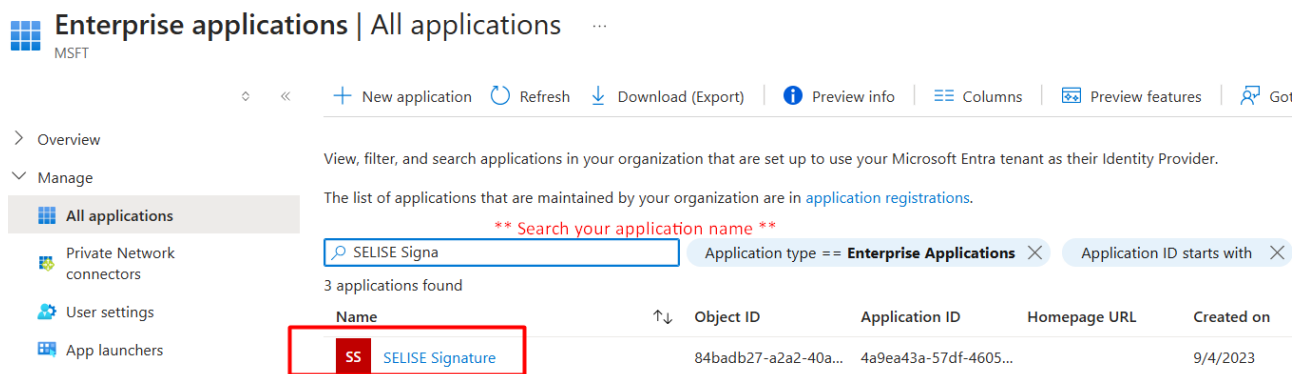 Enterprise applications | All applications ...
MSFT
New application Refresh Download (Export) Preview info Columns Preview features Got
Overview
Manage
All applications
Private Network
connectors
User settings
App launchers
View, filter, and search applications in your organization that are set up to use your Microsoft Entra tenant as their Identity Provider.
The list of applications that are maintained by your organization are in application registrations.
** Search your application name **
SELISE Signa
Application type == Enterprise Applications
Application ID starts with
3 applications found
Name Object ID Application ID Homepage URL Created on
SS SELISE Signature 84badb27-a2a2-40a... 4a9ea43a-57df-4605... 9/4/2023